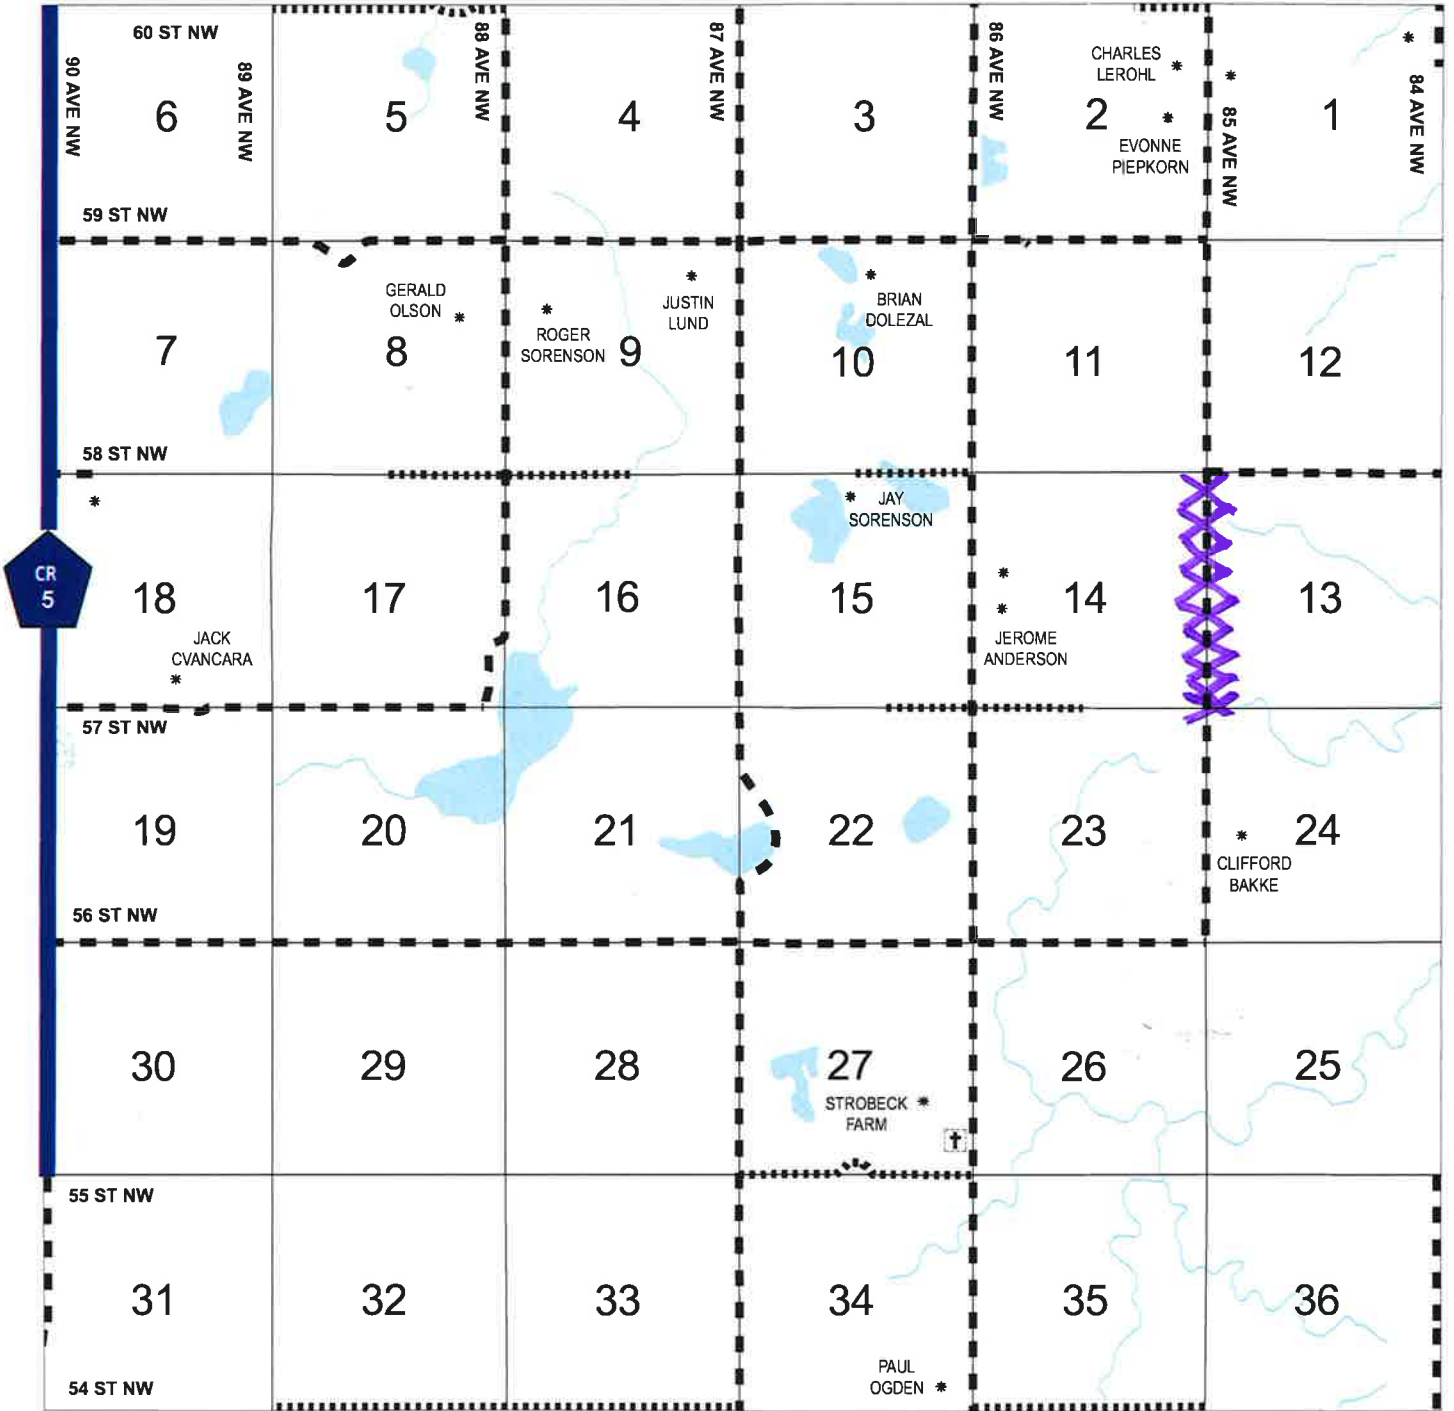 60 ST NW
90 AVE NW
89 AVE NW
88 AVE NW
87 AVE NW
86 AVE NW
85 AVE NW
84 AVE NW
6
5
4
3
CHARLES
LEROHL
2
EVONNE
PIEPKORN
1
59 ST NW
7
GERALD
OLSON
8
ROGER
SORENSON
9
JUSTIN
LUND
BRIAN
DOLEZAL
10
11
12
58 ST NW
CR
5
18
JACK
CVANCARA
17
16
JAY
SORENSON
15
14
JEROME
ANDERSON
13
57 ST NW
19
20
21
22
23
24
CLIFFORD
BAKKE
56 ST NW
30
29
28
27
STROBECK
FARM
26
25
55 ST NW
31
32
33
34
PAUL
OGDEN
35
36
54 ST NW